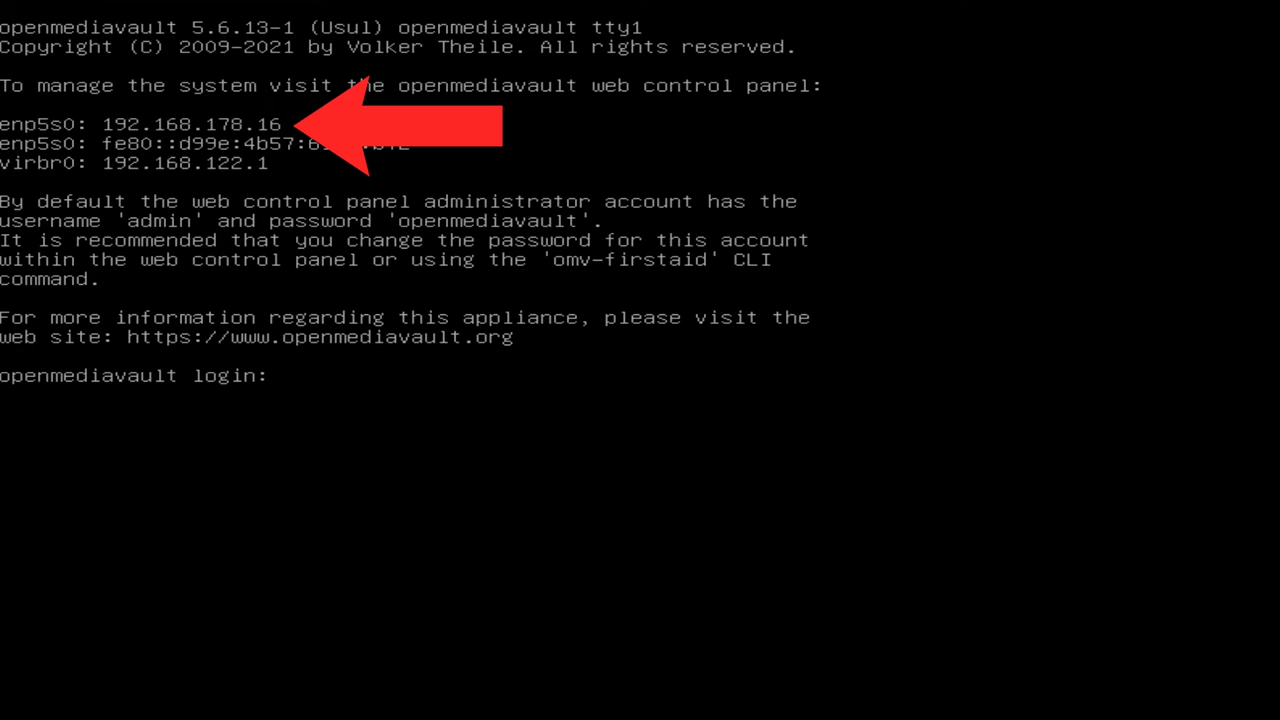 openmediavault 5.6.13-1 (Usul) openmediavault tty1
Copyright (C) 2009-2021 by Volker Theile. All rights reserved.
To manage the system visit the openmediavault web control panel:
enp5s0: 192.168.178.16
enp5s0: fe80::d99e:4b57:
virbr0: 192.168.122.1
By default the web control panel administrator account has the
username 'admin' and password 'openmediavault'.
It is recommended that you change the password for this account
within the web control panel or using the 'omv-firstaid' CLI
command.
For more information regarding this appliance, please visit the
web site: https://www.openmediavault.org
openmediavault login: